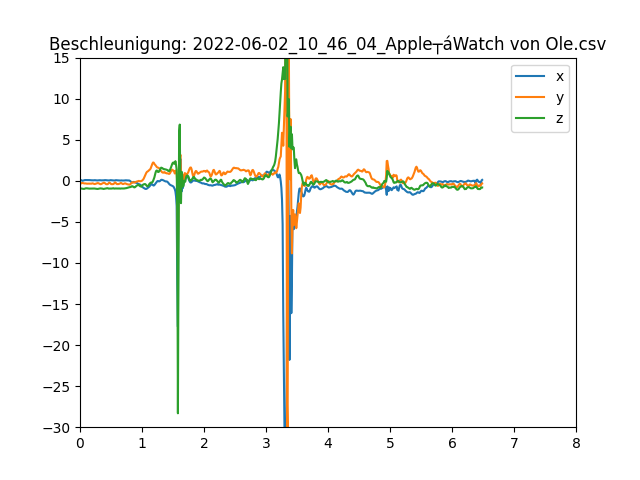 Beschleunigung: 2022-06-02_10_46_04_Apple┬áWatch von Ole.csv
15
10
5
0
−5
−10
−15
−20
−25
−30
0 1 2 3 4 5 6 7 8
x
y
z